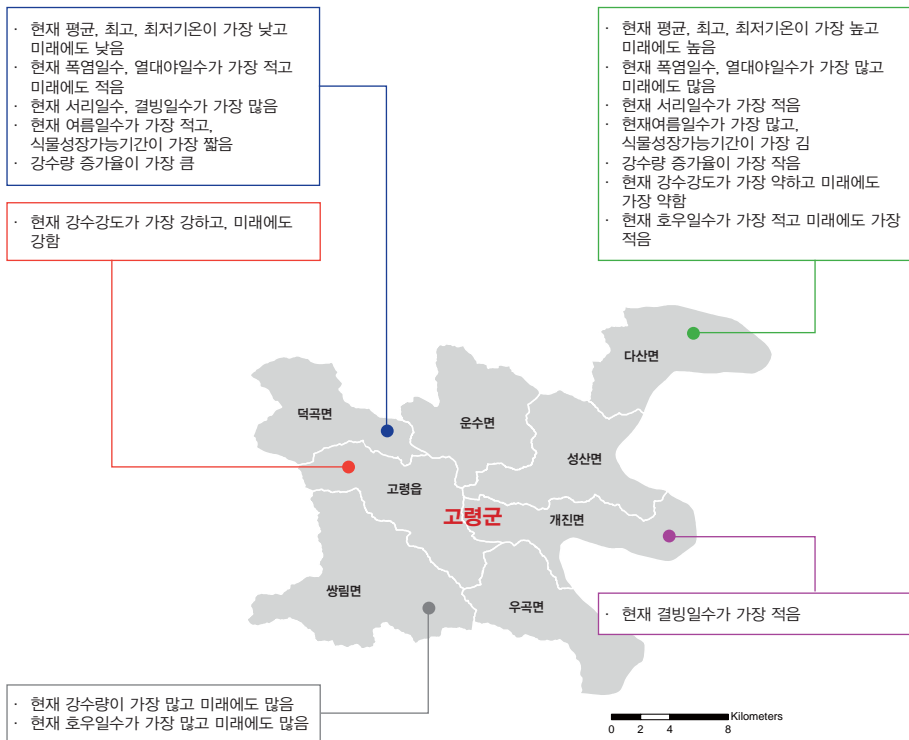 · 현재 평균, 최고, 최저기온이 가장 낮고
미래에도 낮음
· 현재 폭염일수, 열대야일수가 가장 적고
미래에도 적음
· 현재 서리일수, 결빙일수가 가장 많음
· 현재 여름일수가 가장 적고,
식물성장가능기간이 가장 짧음
· 강수량 증가율이 가장 큼
· 현재 평균, 최고, 최저기온이 가장 높고
미래에도 높음
· 현재 폭염일수, 열대야일수가 가장 많고
미래에도 많음
· 현재 서리일수가 가장 적음
· 현재여름일수가 가장 많고,
식물성장가능기간이 가장 김
· 강수량 증가율이 가장 작음
· 현재 강수강도가 가장 약하고 미래에도
가장 약함
· 현재 호우일수가 가장 적고 미래에도 가장
적음
· 현재 강수강도가 가장 강하고, 미래에도
강함
다산면
덕곡면
운수면
성산면
고령읍
고령군
개진면
쌍림면
우곡면
· 현재 결빙일수가 가장 적음
· 현재 강수량이 가장 많고 미래에도 많음
· 현재 호우일수가 가장 많고 미래에도 많음
Kilometers
0 2 4 8